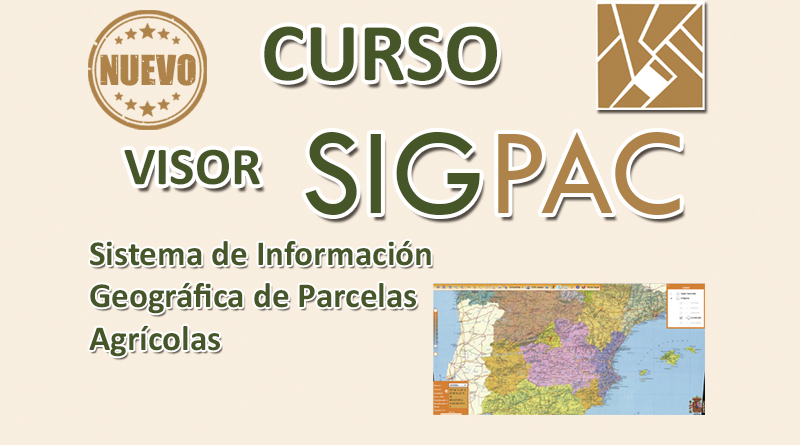 NUEVO
CURSO
VISOR SIGPAC
Sistema de Información
Geográfica de Parcelas
Agrícolas